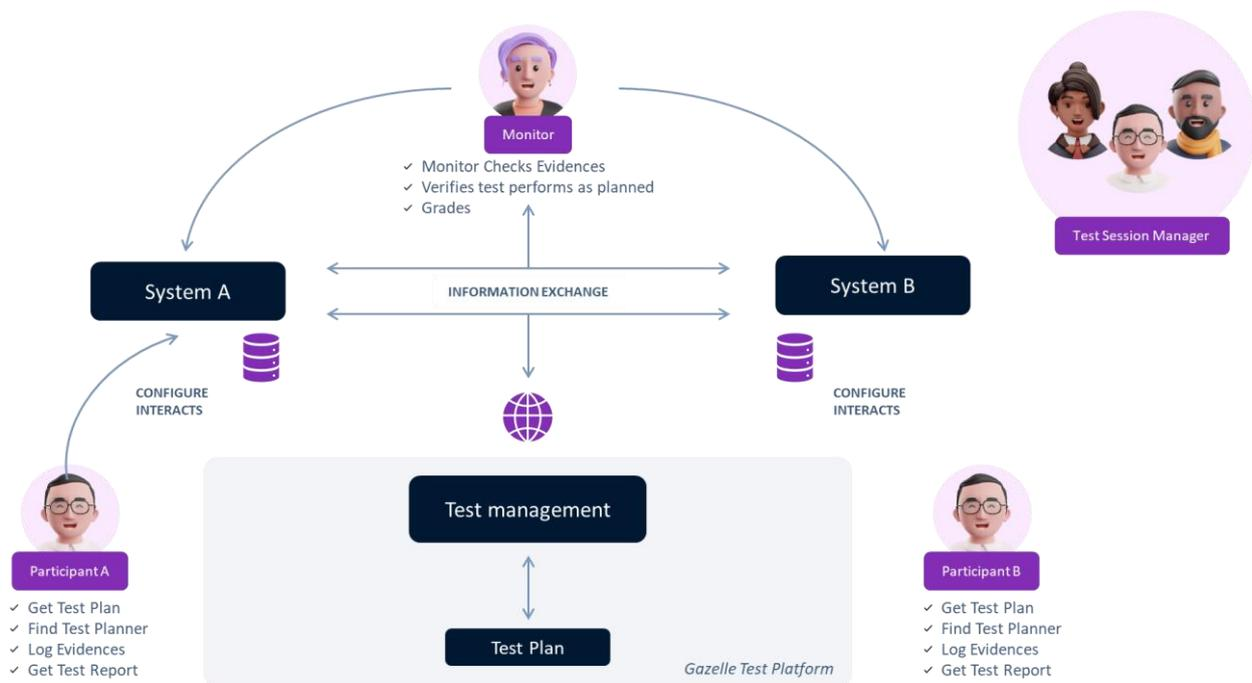 Monitor
Monitor Checks Evidences
Verifies test performs as planned
Grades
Test Session Manager
System A
INFORMATION EXCHANGE
System B
CONFIGURE
INTERACTS
CONFIGURE
INTERACTS
Test management
Test Plan
Gazelle Test Platform
Participant A
Get Test Plan
Find Test Planner
Log Evidences
Get Test Report
Participant B
Get Test Plan
Find Test Planner
Log Evidences
Get Test Report